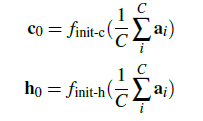 c₀ = f_init-c(1/C ∑_i^C a_i)
h₀ = f_init-h(1/C ∑_i^C a_i)